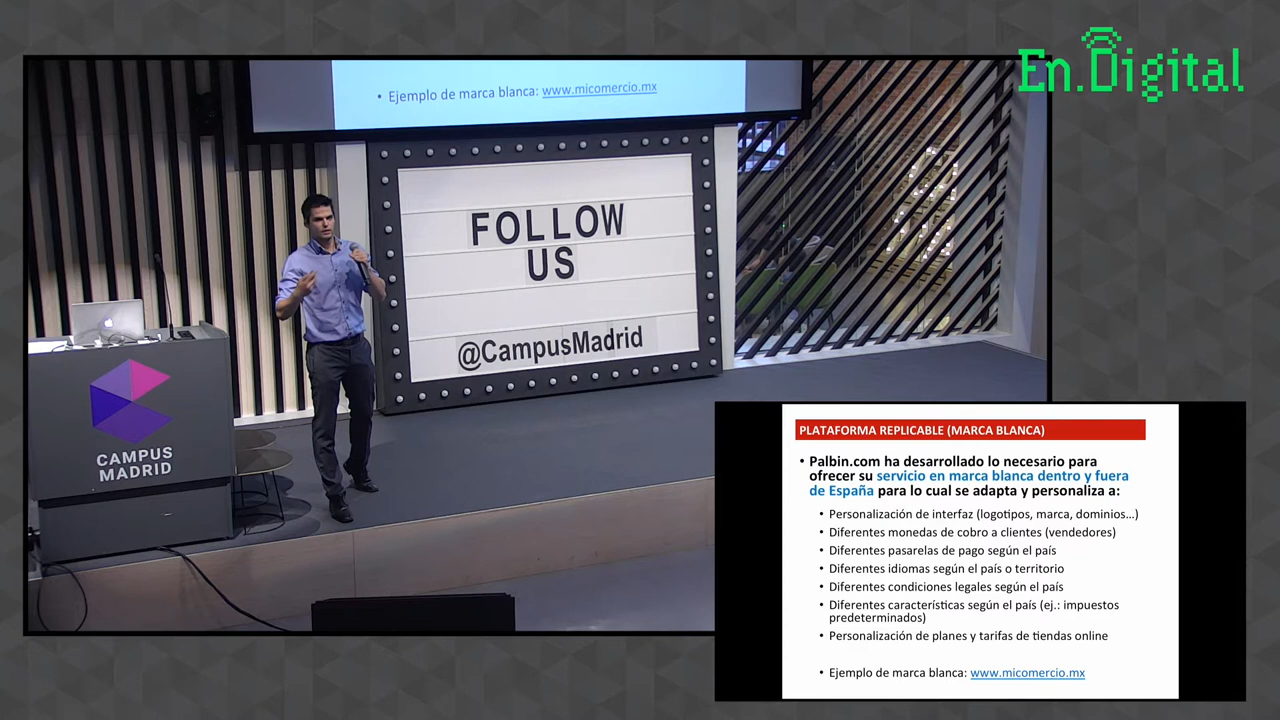 En.Digital
• Ejemplo de marca blanca: www.micomercio.mx
FOLLOW
US
@CampusMadrid
CAMPUS
MADRID
PLATAFORMA REPLICABLE (MARCA BLANCA)
• Palbin.com ha desarrollado lo necesario para
ofrecer su servicio en marca blanca dentro y fuera
de España para lo cual se adapta y personaliza a:
• Personalización de interfaz (logotipos, marca, dominios...)
• Diferentes monedas de cobro a clientes (vendedores)
• Diferentes pasarelas de pago según el país
• Diferentes idiomas según el país o territorio
• Diferentes condiciones legales según el país
• Diferentes características según el país (ej.: impuestos
predeterminados)
• Personalización de planes y tarifas de tiendas online
• Ejemplo de marca blanca: www.micomercio.mx